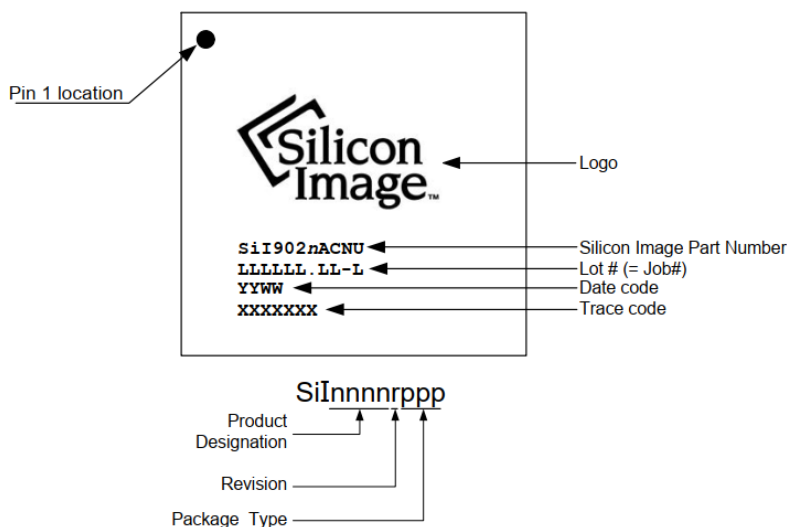 Pin 1 location
Silicon
Image™
Logo
SiI902nACNU
Silicon Image Part Number
LLLLLL.LL-L
Lot # (= Job#)
YYWW
Date code
XXXXXXX
Trace code
SiInnnnrppp
Product
Designation
Revision
Package Type